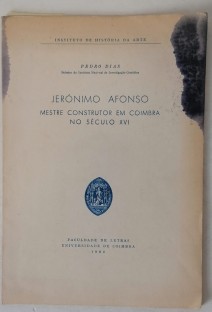 INSTITUTO DE HISTÓRIA DA ARTE
PEDRO DIAS
JERÓNIMO AFONSO
MESTRE CONSTRUTOR EM COIMBRA
NO SÉCULO XVI
FACULDADE DE LETRAS
UNIVERSIDADE DE COIMBRA